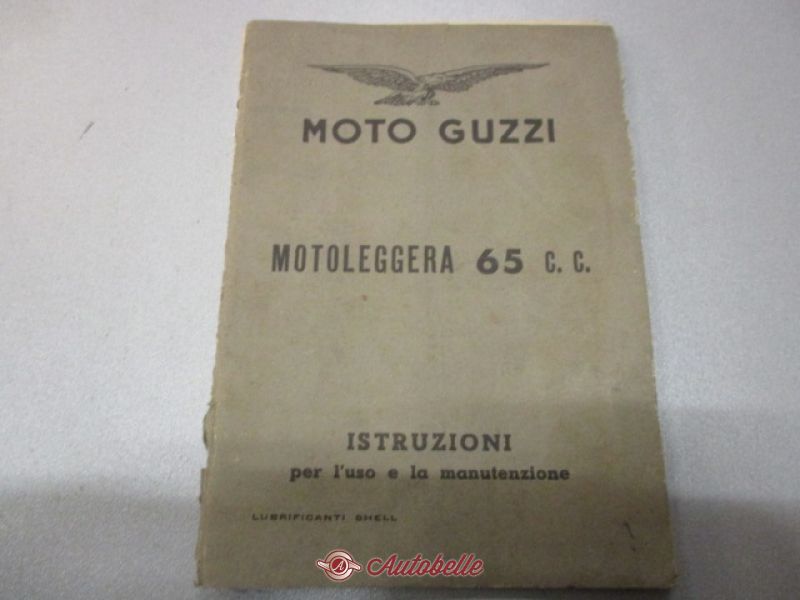 MOTO GUZZI
MOTOLEGGERA 65 C. C.
ISTRUZIONI
per l'uso e la manutenzione
LUBRIFICANTI SHELL
A Autobelle